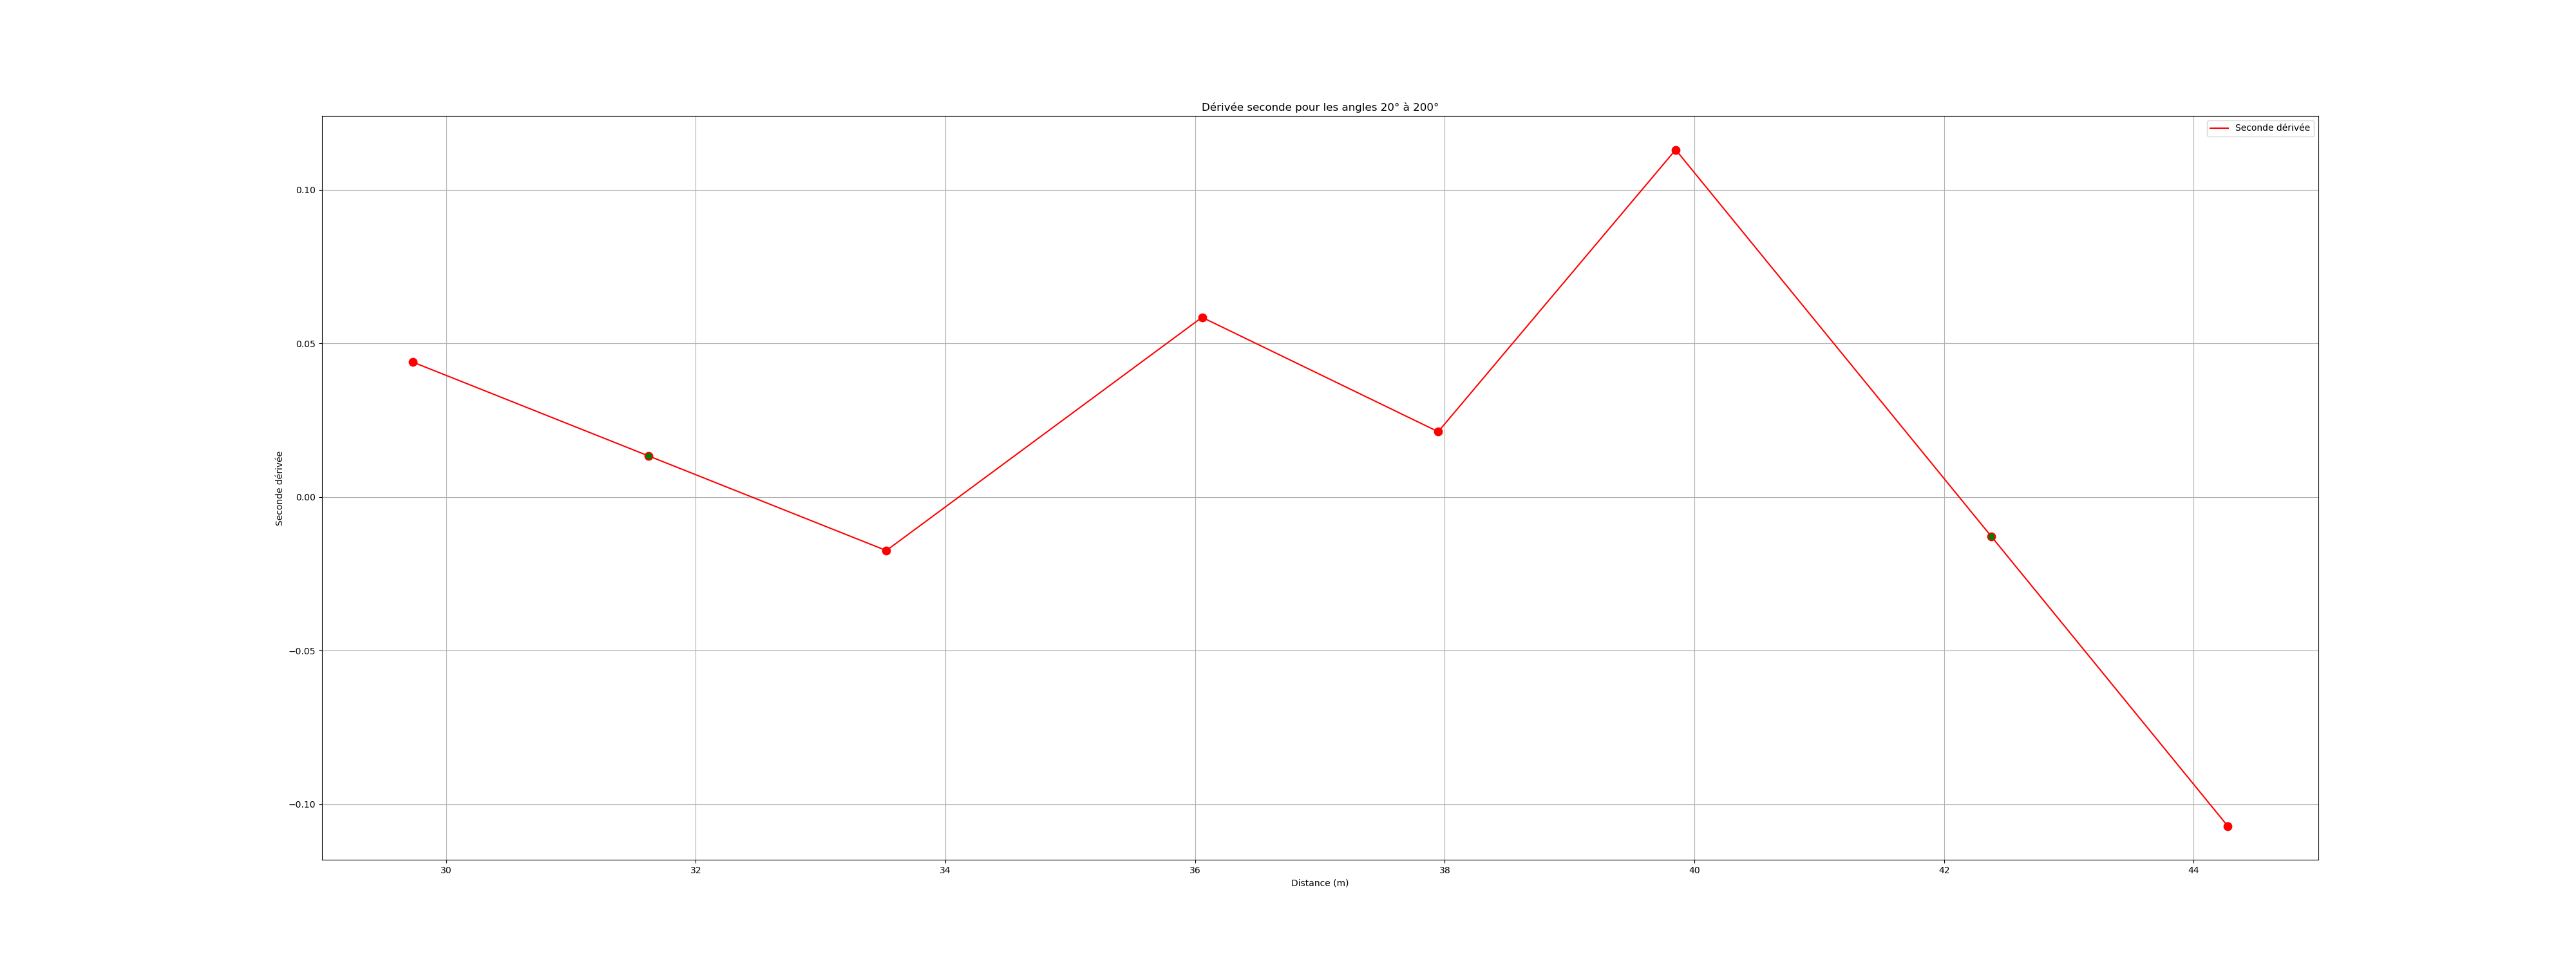 Dérivée seconde pour les angles 20° à 200°
Seconde dérivée
0.10
0.05
0.00
−0.05
−0.10
Seconde dérivée
30 32 34 36 38 40 42 44
Distance (m)